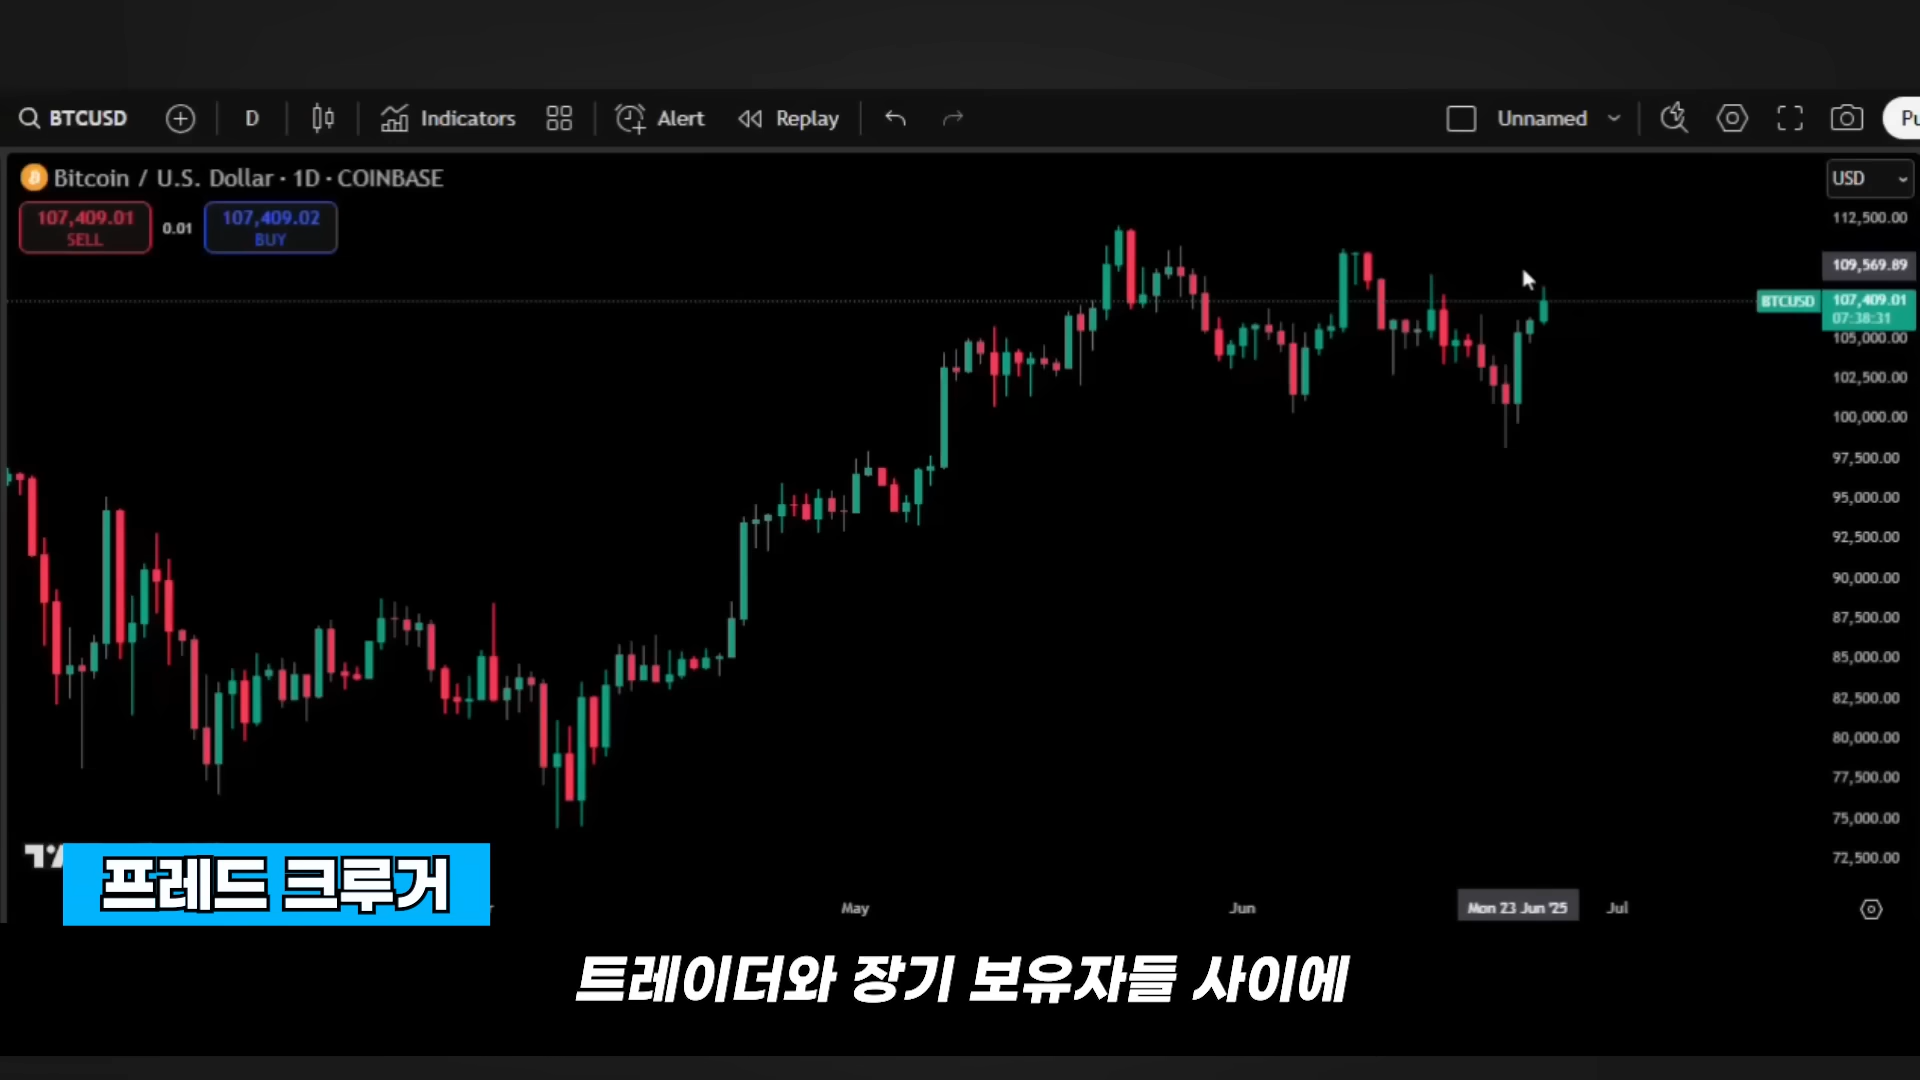 BTCUSD D Indicators Alert Replay Unnamed
Bitcoin / U.S. Dollar · 1D · COINBASE
USD
107,409.01
SELL
0.01
107,409.02
BUY
112,500.00
109,569.89
BTCUSD 107,409.01
07:38:31
105,000.00
102,500.00
100,000.00
97,500.00
95,000.00
92,500.00
90,000.00
87,500.00
85,000.00
82,500.00
80,000.00
77,500.00
75,000.00
72,500.00
프레드 크루거
May Jun Mon 23 Jun '25 Jul
트레이더와 장기 보유자들 사이에